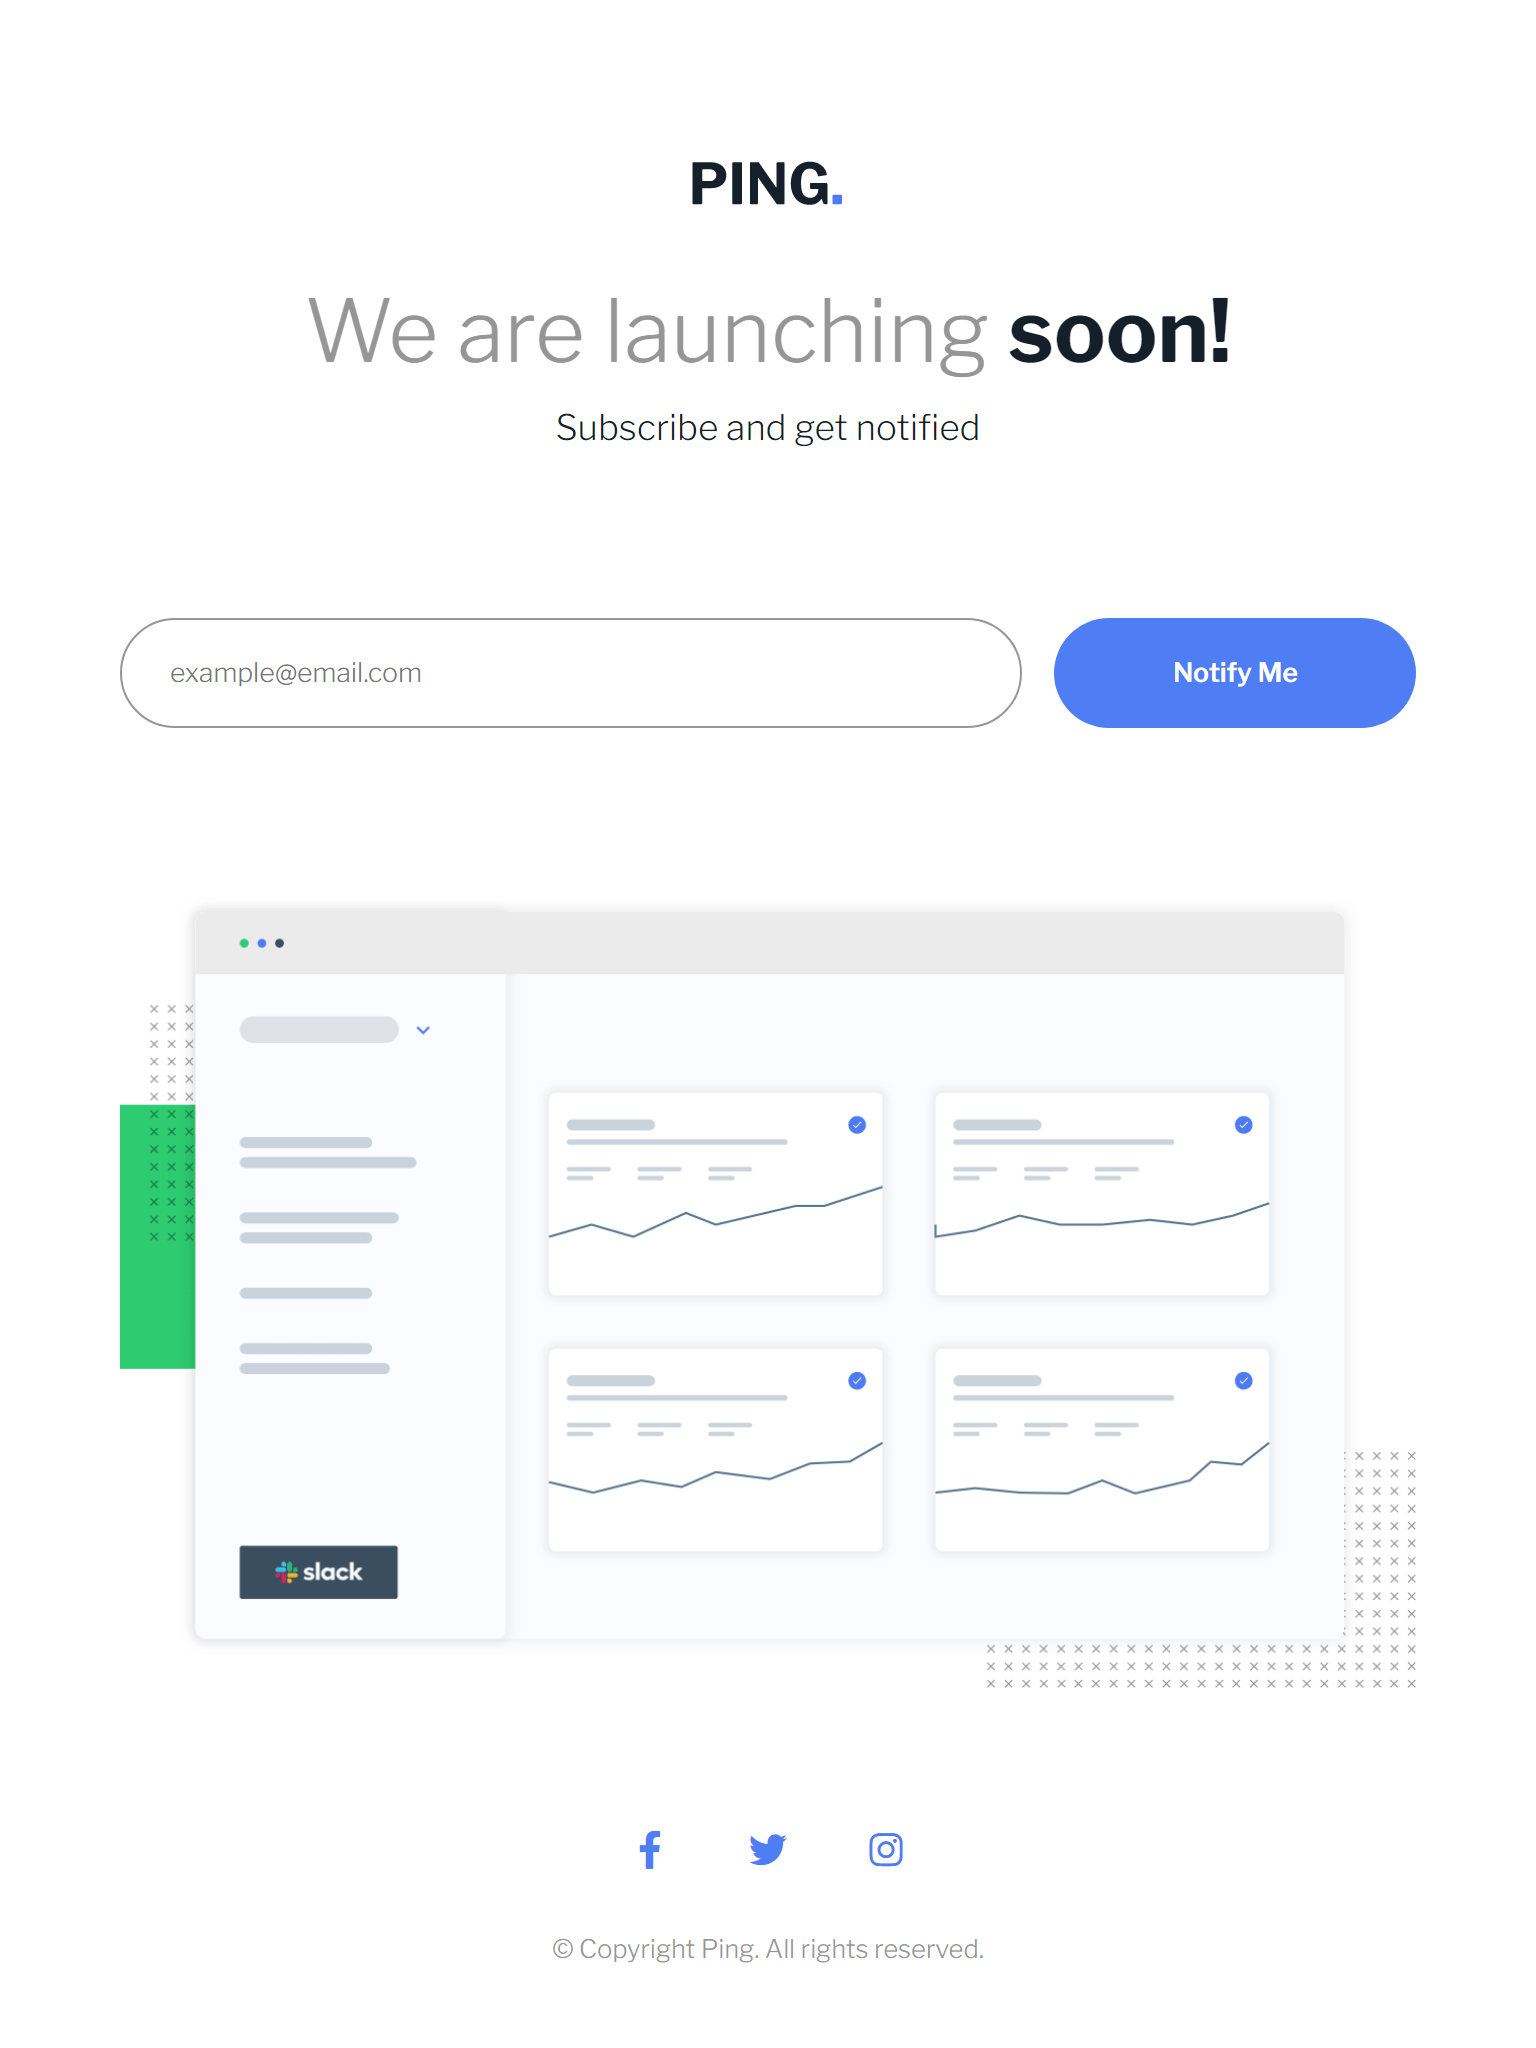 PING.
We are launching soon!
Subscribe and get notified
example@email.com
Notify Me
slack
© Copyright Ping. All rights reserved.